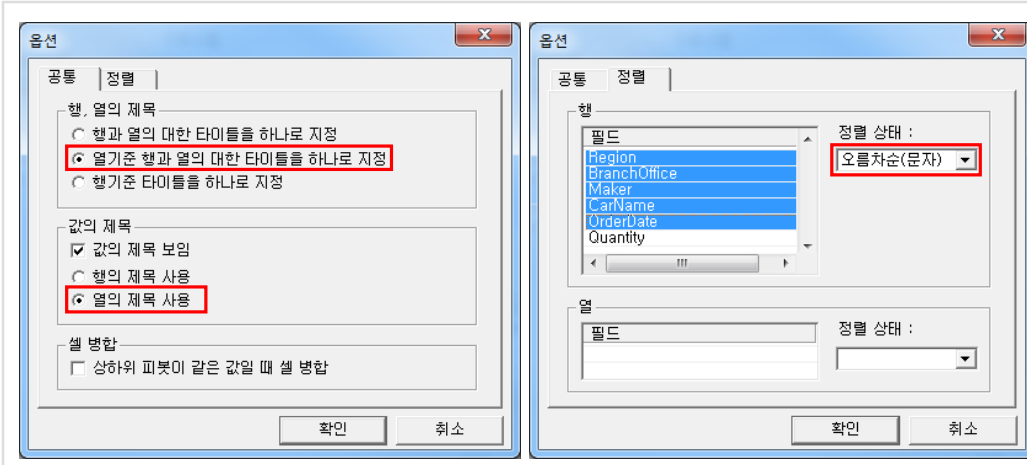 옵션
공통
정렬
행, 열의 제목
행과 열의 대한 타이틀을 하나로 지정
열기준 행과 열의 대한 타이틀을 하나로 지정
행기준 타이틀을 하나로 지정
값의 제목
값의 제목 보임
행의 제목 사용
열의 제목 사용
셀 병합
상하위 피봇이 같은 값일 때 셀 병합
확인
취소
옵션
공통
정렬
행
필드
Region
BranchOffice
Maker
CarName
OrderDate
Quantity
정렬 상태 :
오름차순(문자)
열
필드
정렬 상태 :
확인
취소